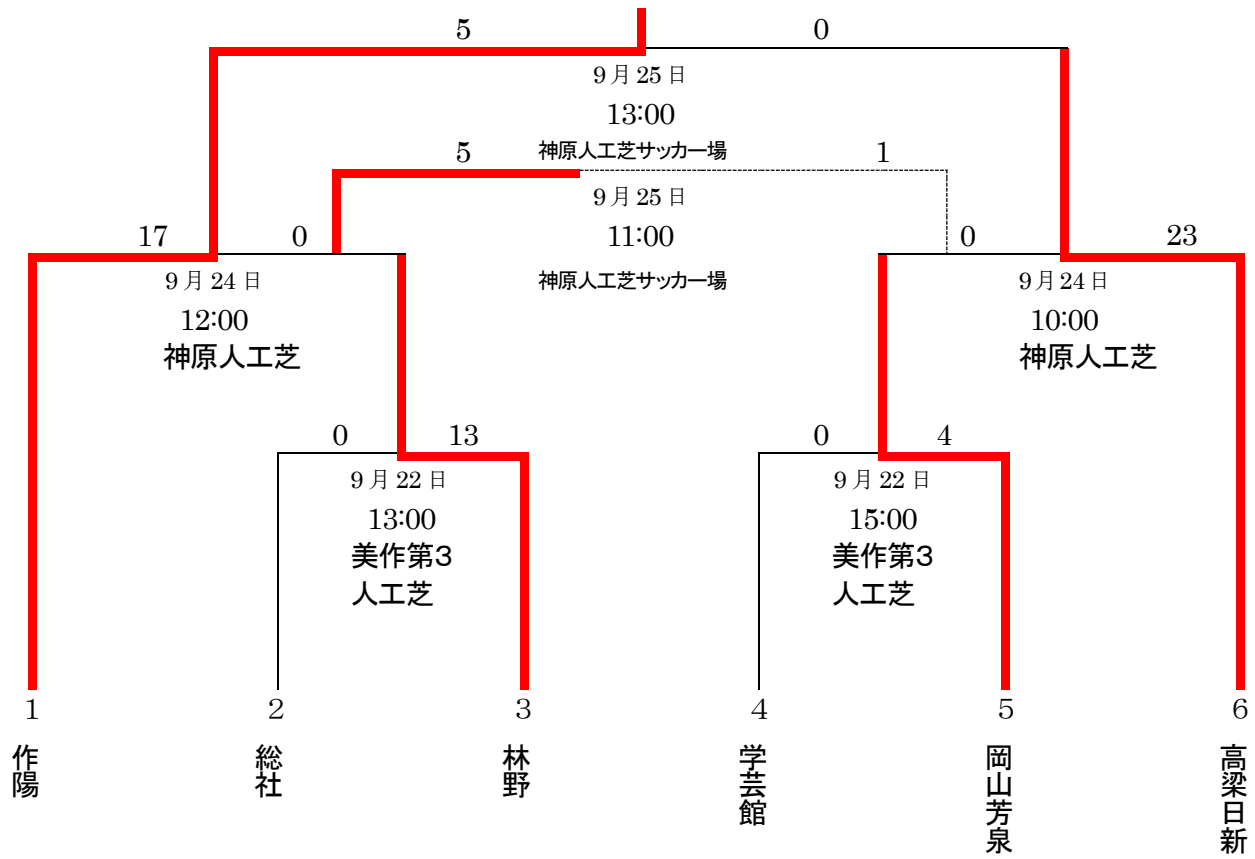 5 0
9月25日
13:00
神原人工芝サッカー場
5 1
9月25日
11:00
神原人工芝サッカー場
17 0
9月24日
12:00
神原人工芝
0 23
9月24日
10:00
神原人工芝
0 13
9月22日
13:00
美作第3
人工芝
0 4
9月22日
15:00
美作第3
人工芝
1 2 3 4 5 6
作陽
総社
林野
学芸館
岡山芳泉
高梁日新